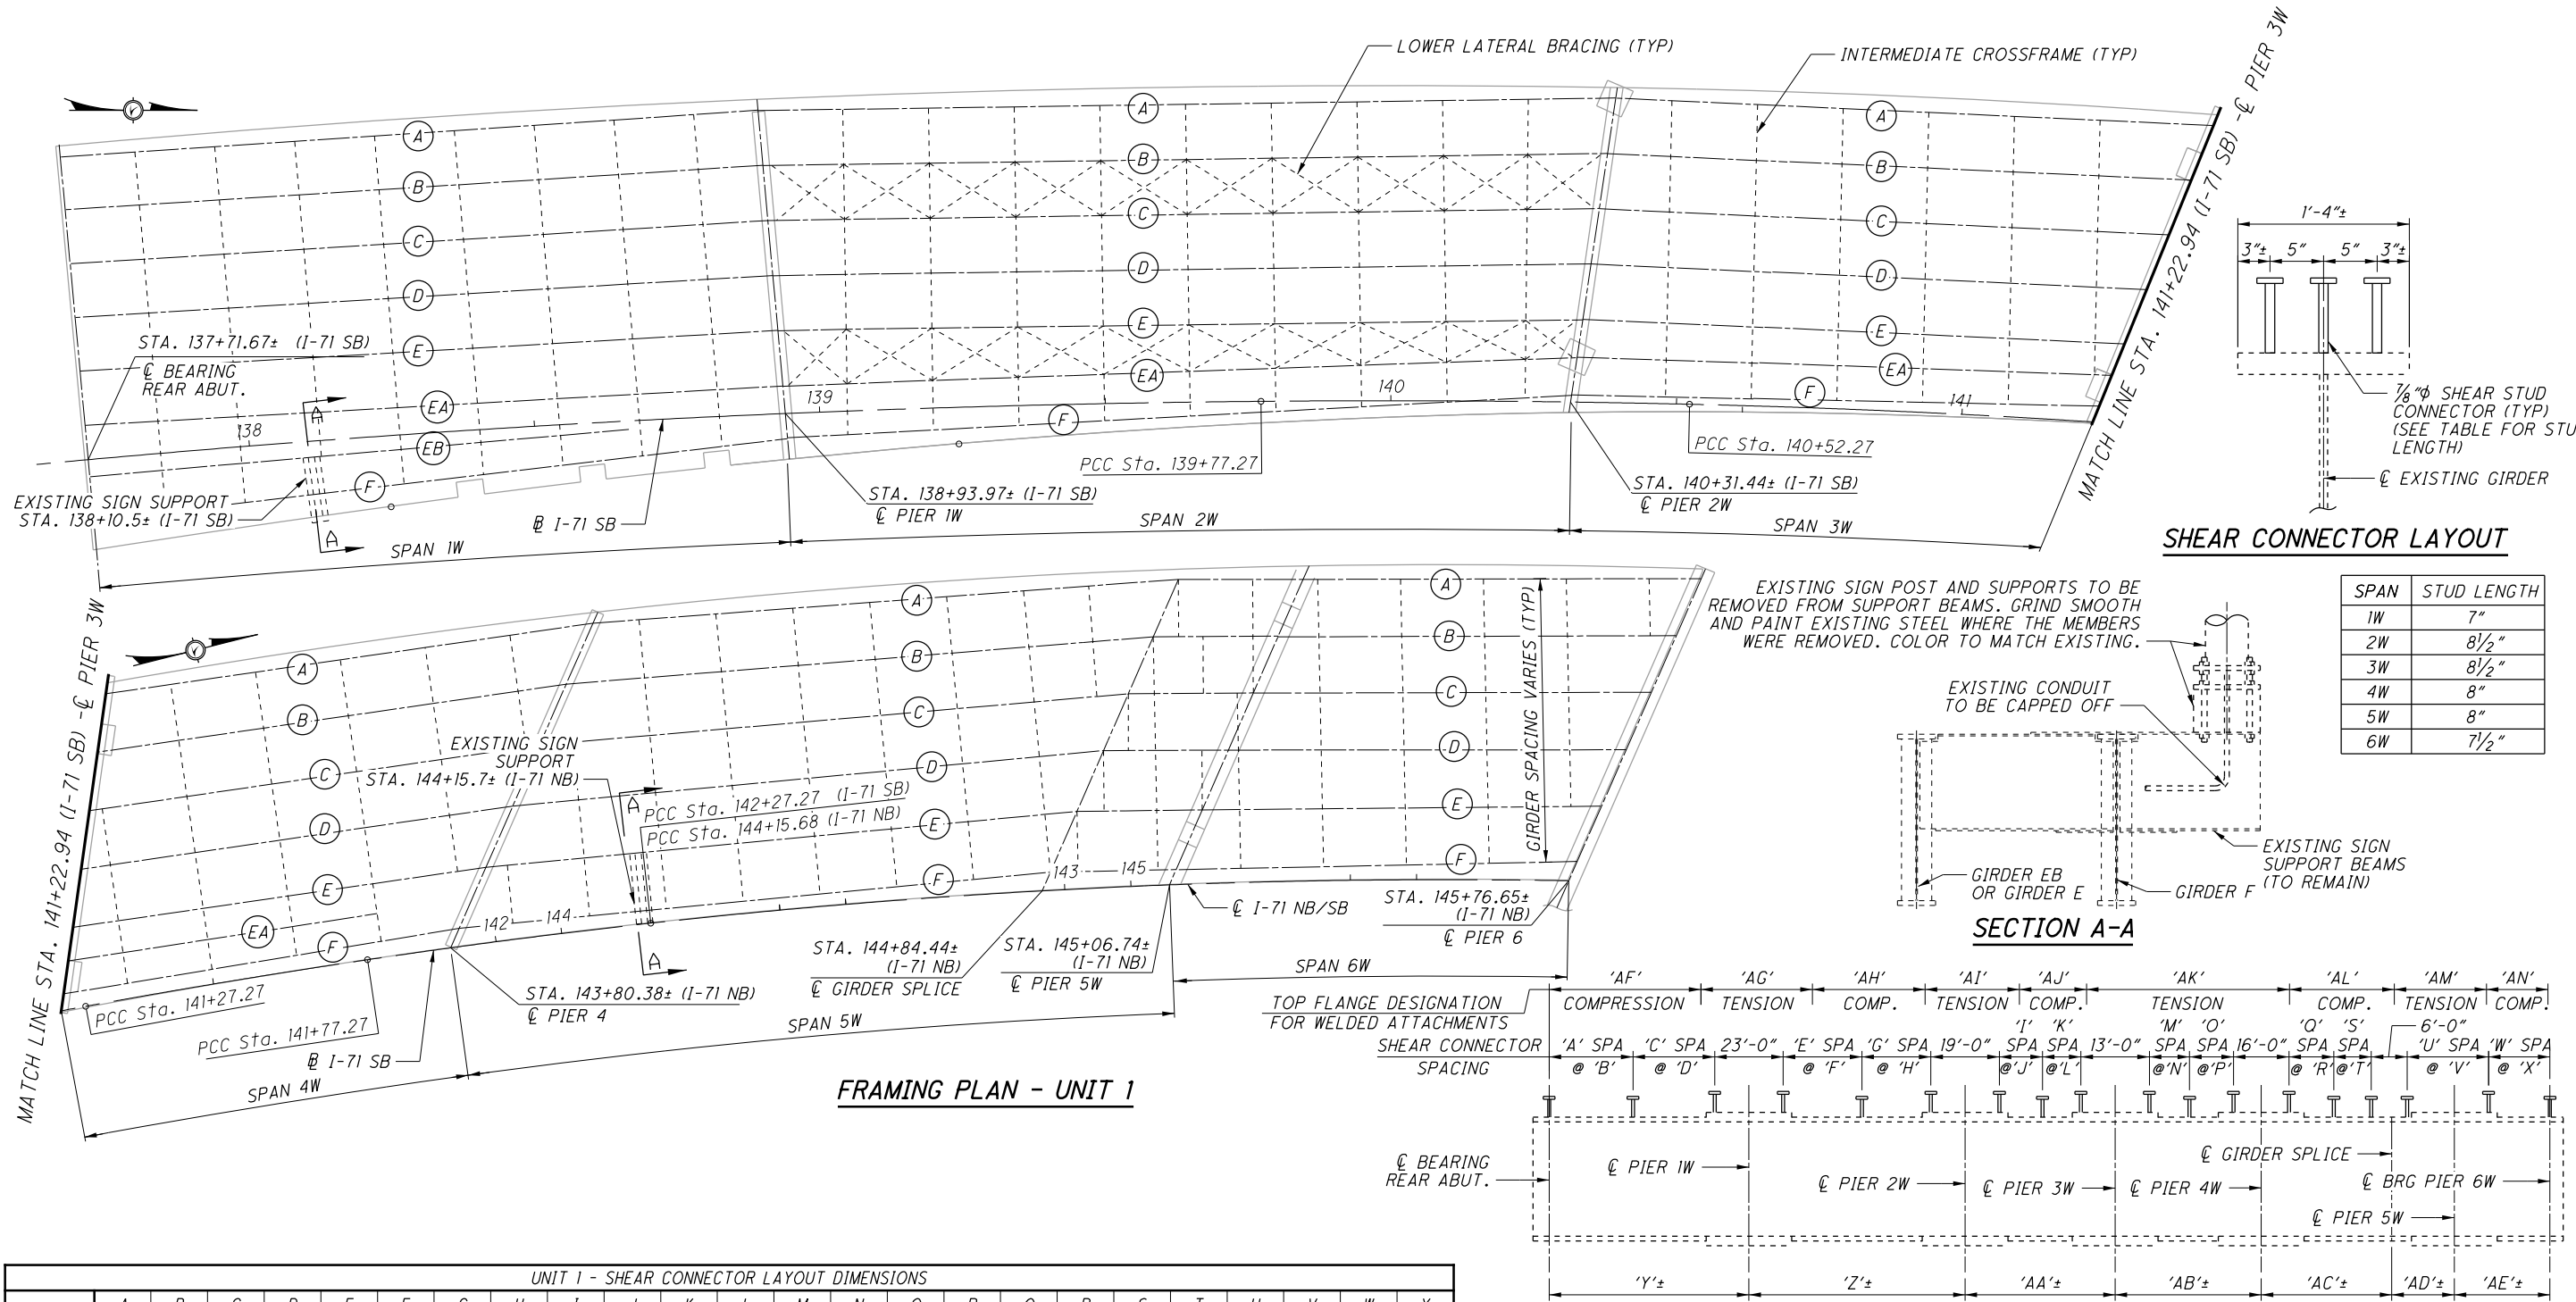 LOWER LATERAL BRACING (TYP)
INTERMEDIATE CROSSFRAME (TYP)
MATCH LINE STA. 141+22.94 (I-71 SB) - ℄ PIER 3W
A
A
A
B
B
B
C
C
C
D
D
D
E
E
E
EA
EA
EA
EB
F
F
F
138
139
140
141
STA. 137+71.67± (I-71 SB)
℄ BEARING
REAR ABUT.
A
A
EXISTING SIGN SUPPORT
STA. 138+10.5± (I-71 SB)
℄ I-71 SB
STA. 138+93.97± (I-71 SB)
℄ PIER 1W
PCC Sta. 139+77.27
PCC Sta. 140+52.27
STA. 140+31.44± (I-71 SB)
℄ PIER 2W
SPAN 1W
SPAN 2W
SPAN 3W
1'-4"±
3"±
5"
5"
3"±
⅞"φ SHEAR STUD
CONNECTOR (TYP)
(SEE TABLE FOR STU
LENGTH)
℄ EXISTING GIRDER
SHEAR CONNECTOR LAYOUT
SPAN STUD LENGTH
1W 7"
2W 8½"
3W 8½"
4W 8"
5W 8"
6W 7½"
MATCH LINE STA. 141+22.94 (I-71 SB) - ℄ PIER 3W
A
A
A
B
B
B
C
C
C
D
D
D
E
E
E
EA
F
F
F
EXISTING SIGN
SUPPORT
STA. 144+15.7± (I-71 NB)
A
A
PCC Sta. 142+27.27 (I-71 SB)
PCC Sta. 144+15.68 (I-71 NB)
142
144
143
145
GIRDER SPACING VARIES (TYP)
PCC Sta. 141+27.27
PCC Sta. 141+77.27
℄ I-71 SB
STA. 143+80.38± (I-71 NB)
℄ PIER 4
STA. 144+84.44±
(I-71 NB)
℄ GIRDER SPLICE
STA. 145+06.74±
(I-71 NB)
℄ PIER 5W
℄ I-71 NB/SB
STA. 145+76.65±
(I-71 NB)
℄ PIER 6
SPAN 4W
SPAN 5W
SPAN 6W
FRAMING PLAN - UNIT 1
EXISTING SIGN POST AND SUPPORTS TO BE
REMOVED FROM SUPPORT BEAMS. GRIND SMOOTH
AND PAINT EXISTING STEEL WHERE THE MEMBERS
WERE REMOVED. COLOR TO MATCH EXISTING.
EXISTING CONDUIT
TO BE CAPPED OFF
GIRDER EB
OR GIRDER E
GIRDER F
EXISTING SIGN
SUPPORT BEAMS
(TO REMAIN)
SECTION A-A
TOP FLANGE DESIGNATION
FOR WELDED ATTACHMENTS
'AF' 'AG' 'AH' 'AI' 'AJ' 'AK' 'AL' 'AM' 'AN'
COMPRESSION TENSION COMP. TENSION COMP. TENSION COMP. TENSION COMP.
SHEAR CONNECTOR
SPACING
'A' SPA
@ 'B'
'C' SPA
@ 'D'
23'-0"
'E' SPA
@ 'F'
'G' SPA
@ 'H'
19'-0"
'I'
SPA
@'J'
'K'
SPA
@'L'
13'-0"
'M'
SPA
@'N'
'O'
SPA
@'P'
16'-0"
'Q'
SPA
@ 'R'
'S'
SPA
@'T'
6'-0"
'U' SPA
@ 'V'
'W' SPA
@ 'X'
℄ BEARING
REAR ABUT.
℄ PIER 1W
℄ PIER 2W
℄ PIER 3W
℄ PIER 4W
℄ GIRDER SPLICE
℄ BRG PIER 6W
℄ PIER 5W
'Y'± 'Z'± 'AA'± 'AB'± 'AC'± 'AD'± 'AE'±
UNIT 1 - SHEAR CONNECTOR LAYOUT DIMENSIONS